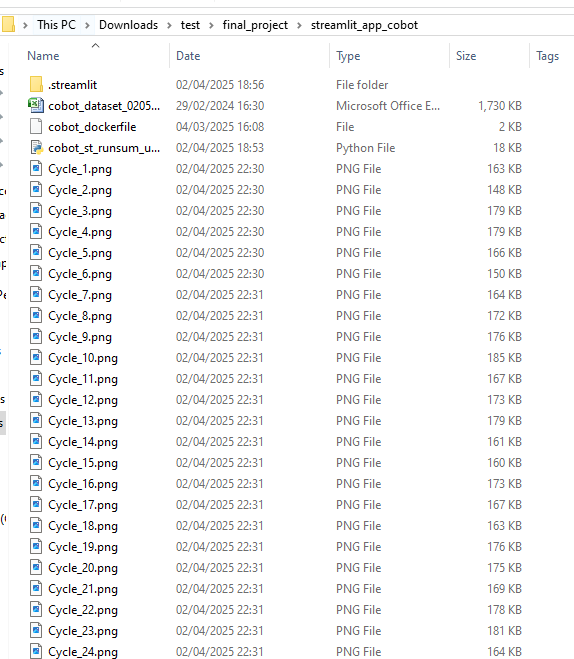 This PC > Downloads > test > final_project > streamlit_app_cobot
Name Date Type Size Tags
.streamlit 02/04/2025 18:56 File folder
cobot_dataset_0205... 29/02/2024 16:30 Microsoft Office E... 1,730 KB
cobot_dockerfile 04/03/2025 16:08 File 2 KB
cobot_st_runsum_u... 02/04/2025 18:53 Python File 18 KB
Cycle_1.png 02/04/2025 22:30 PNG File 163 KB
Cycle_2.png 02/04/2025 22:30 PNG File 148 KB
Cycle_3.png 02/04/2025 22:30 PNG File 179 KB
Cycle_4.png 02/04/2025 22:30 PNG File 179 KB
Cycle_5.png 02/04/2025 22:30 PNG File 166 KB
Cycle_6.png 02/04/2025 22:30 PNG File 150 KB
Cycle_7.png 02/04/2025 22:31 PNG File 164 KB
Cycle_8.png 02/04/2025 22:31 PNG File 172 KB
Cycle_9.png 02/04/2025 22:31 PNG File 176 KB
Cycle_10.png 02/04/2025 22:31 PNG File 185 KB
Cycle_11.png 02/04/2025 22:31 PNG File 167 KB
Cycle_12.png 02/04/2025 22:31 PNG File 173 KB
Cycle_13.png 02/04/2025 22:31 PNG File 179 KB
Cycle_14.png 02/04/2025 22:31 PNG File 161 KB
Cycle_15.png 02/04/2025 22:31 PNG File 160 KB
Cycle_16.png 02/04/2025 22:31 PNG File 173 KB
Cycle_17.png 02/04/2025 22:31 PNG File 167 KB
Cycle_18.png 02/04/2025 22:31 PNG File 163 KB
Cycle_19.png 02/04/2025 22:31 PNG File 176 KB
Cycle_20.png 02/04/2025 22:31 PNG File 175 KB
Cycle_21.png 02/04/2025 22:31 PNG File 169 KB
Cycle_22.png 02/04/2025 22:31 PNG File 178 KB
Cycle_23.png 02/04/2025 22:31 PNG File 181 KB
Cycle_24.png 02/04/2025 22:31 PNG File 164 KB